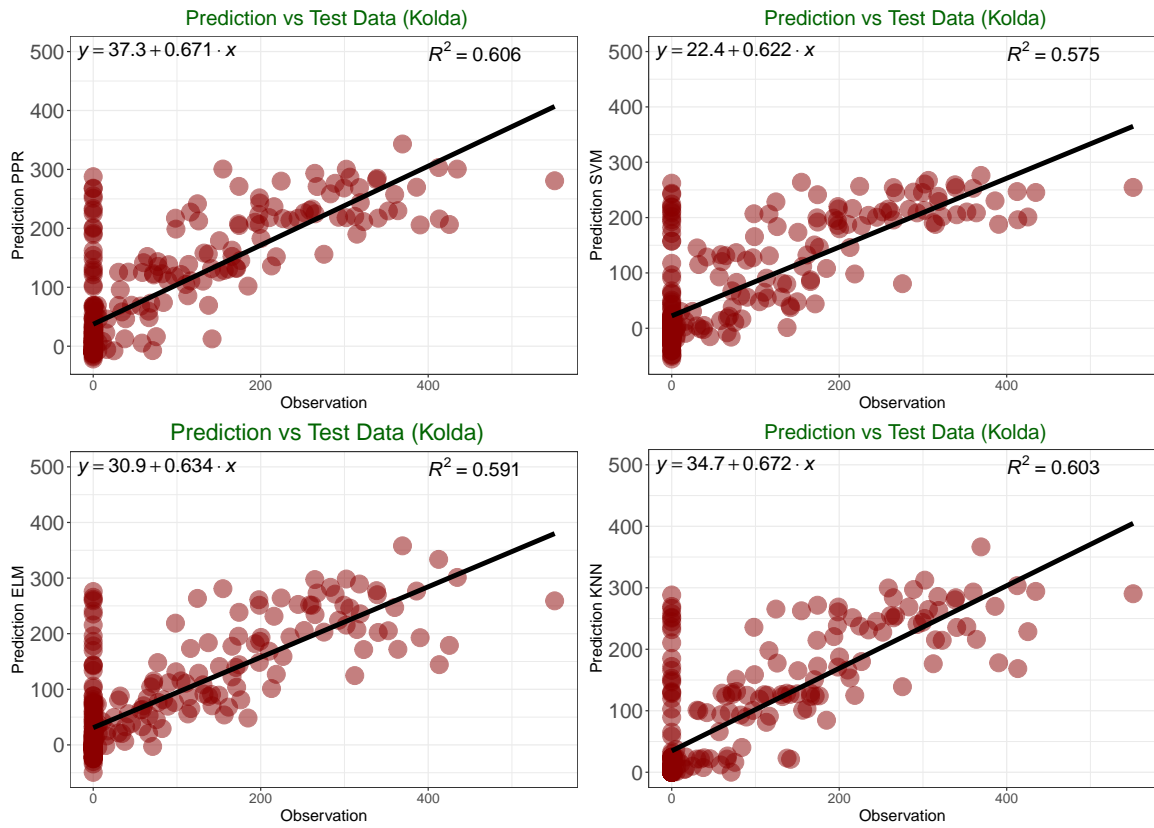 Prediction vs Test Data (Kolda)
y = 37.3 + 0.671 · x
R² = 0.606
Prediction PPR
500
400
300
200
100
0
0 200 400
Observation
Prediction vs Test Data (Kolda)
y = 22.4 + 0.622 · x
R² = 0.575
Prediction SVM
500
400
300
200
100
0
0 200 400
Observation
Prediction vs Test Data (Kolda)
y = 30.9 + 0.634 · x
R² = 0.591
Prediction ELM
500
400
300
200
100
0
0 200 400
Observation
Prediction vs Test Data (Kolda)
y = 34.7 + 0.672 · x
R² = 0.603
Prediction KNN
500
400
300
200
100
0
0 200 400
Observation